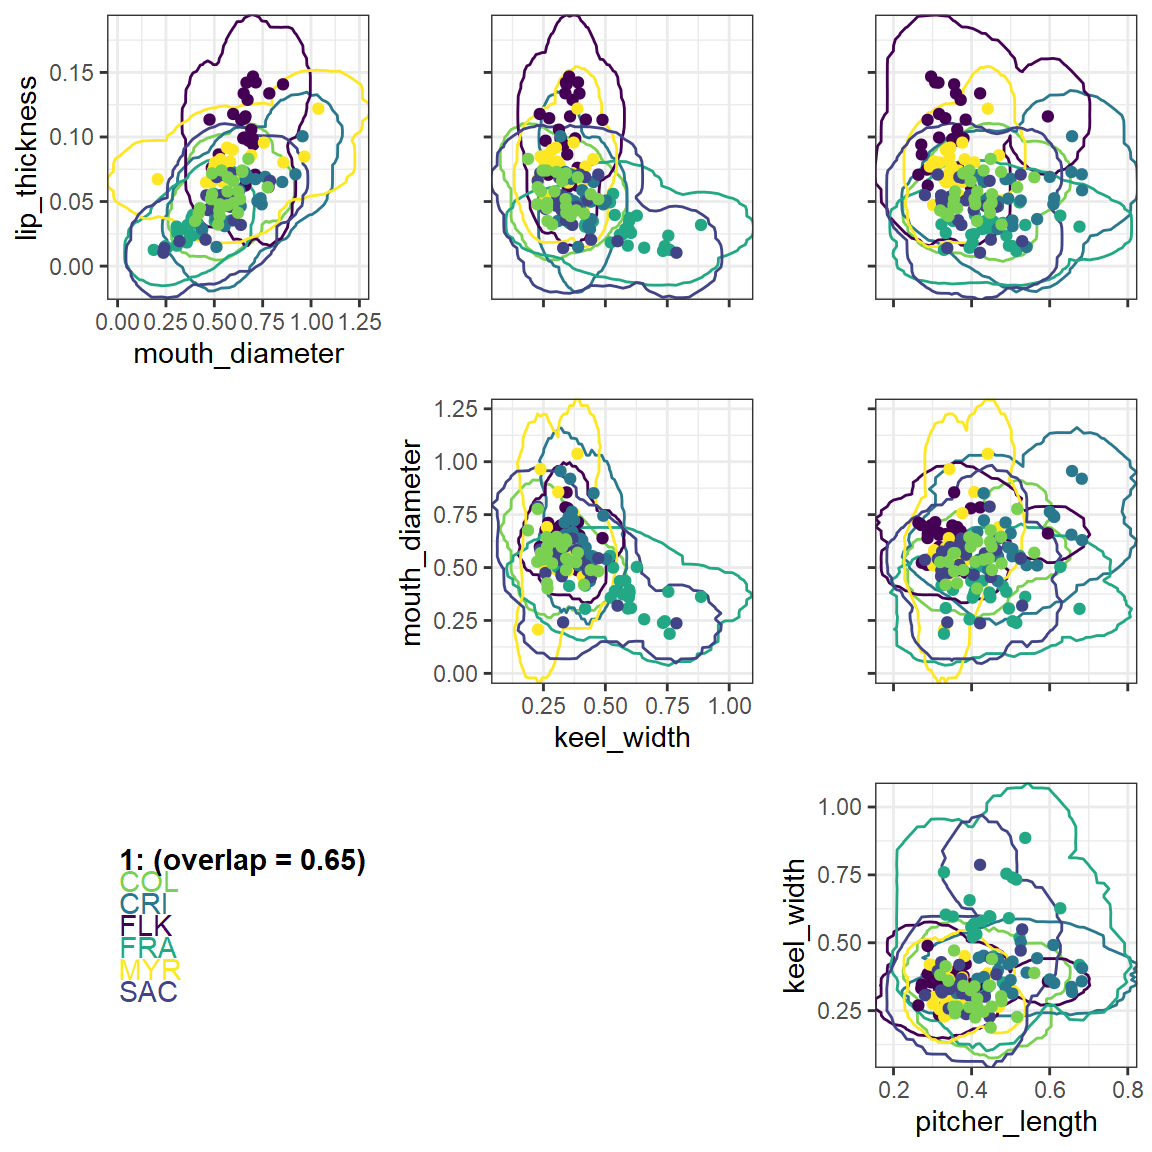 lip_thickness
0.15
0.10
0.05
0.00
0.00 0.25 0.50 0.75 1.00 1.25
mouth_diameter
mouth_diameter
1.25
1.00
0.75
0.50
0.25
0.00
0.25 0.50 0.75 1.00
keel_width
1: (overlap = 0.65)
COL
CRI
FLK
FRA
MYR
SAC
keel_width
1.00
0.75
0.50
0.25
0.2 0.4 0.6 0.8
pitcher_length